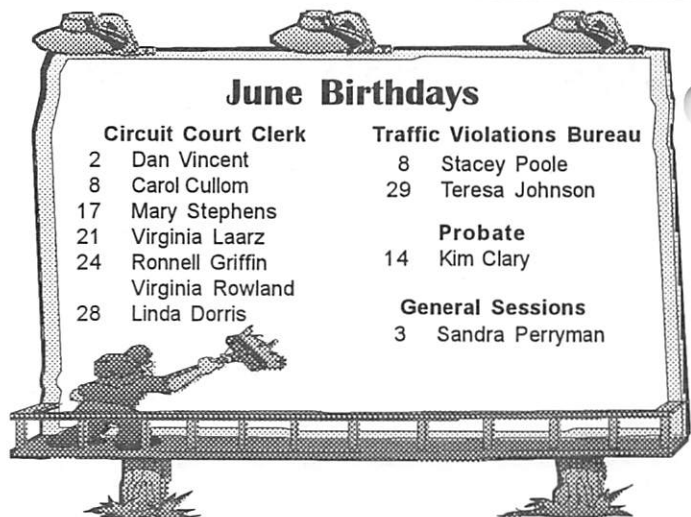 June Birthdays
Circuit Court Clerk
2 Dan Vincent
8 Carol Cullom
17 Mary Stephens
21 Virginia Laarz
24 Ronnell Griffin
Virginia Rowland
28 Linda Dorris
Traffic Violations Bureau
8 Stacey Poole
29 Teresa Johnson
Probate
14 Kim Clary
General Sessions
3 Sandra Perryman